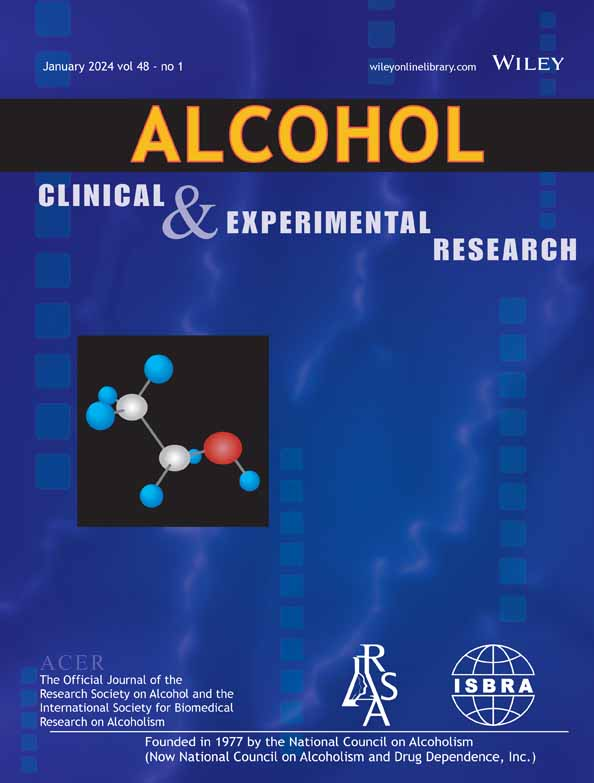 January 2024 vol 48 - no 1
wileyonlinelibrary.com WILEY
ALCOHOL
CLINICAL & EXPERIMENTAL
RESEARCH
ACER
The Official Journal of the
Research Society on Alcohol and the
International Society for Biomedical
Research on Alcoholism
RSA
ISBRA
Founded in 1977 by the National Council on Alcoholism
(Now National Council on Alcoholism and Drug Dependence, Inc.)